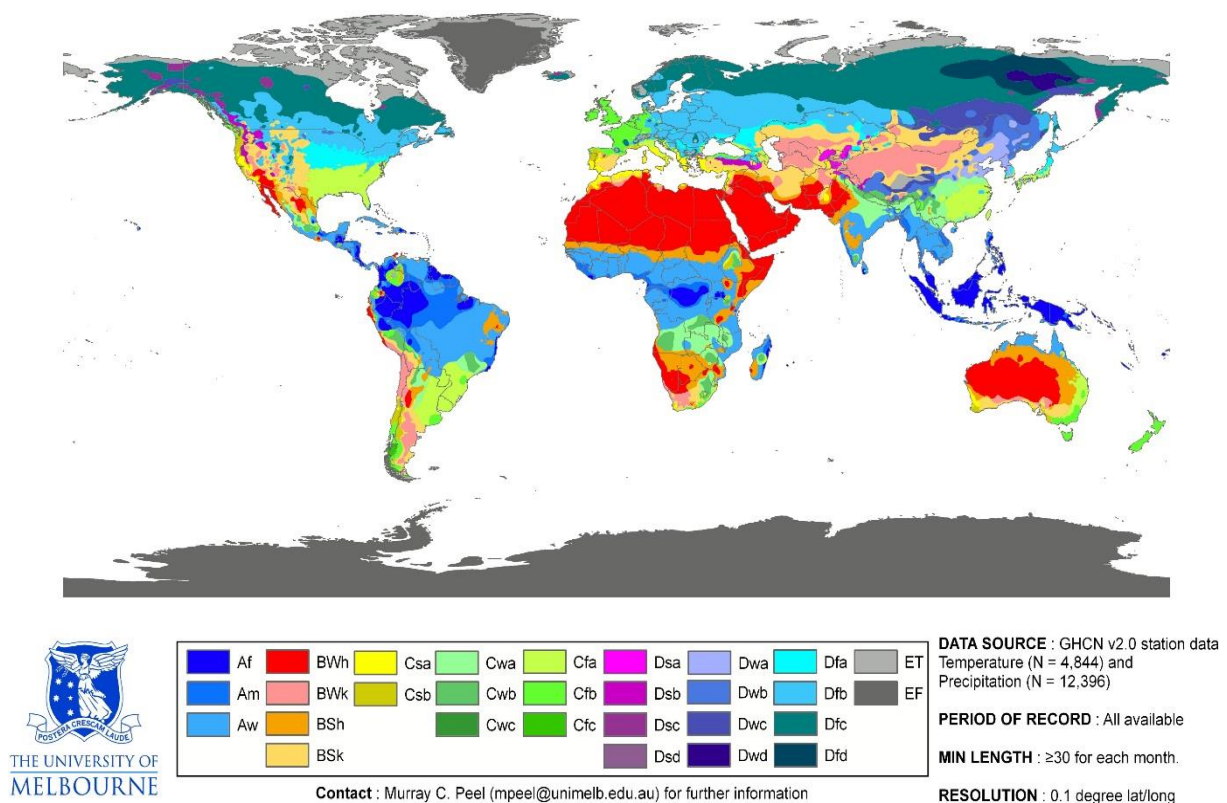 Af
Am
Aw
BWh
BWk
BSh
BSk
Csa
Csb
Cwa
Cwb
Cwc
Cfa
Cfb
Cfc
Dsa
Dsb
Dsc
Dsd
Dwa
Dwb
Dwc
Dwd
Dfa
Dfb
Dfc
Dfd
ET
EF
POSTERA CRESCAM LAUDE
THE UNIVERSITY OF
MELBOURNE
Contact : Murray C. Peel (mpeel@unimelb.edu.au) for further information
DATA SOURCE : GHCN v2.0 station data
Temperature (N = 4,844) and
Precipitation (N = 12,396)
PERIOD OF RECORD : All available
MIN LENGTH : ≥30 for each month.
RESOLUTION : 0.1 degree lat/long